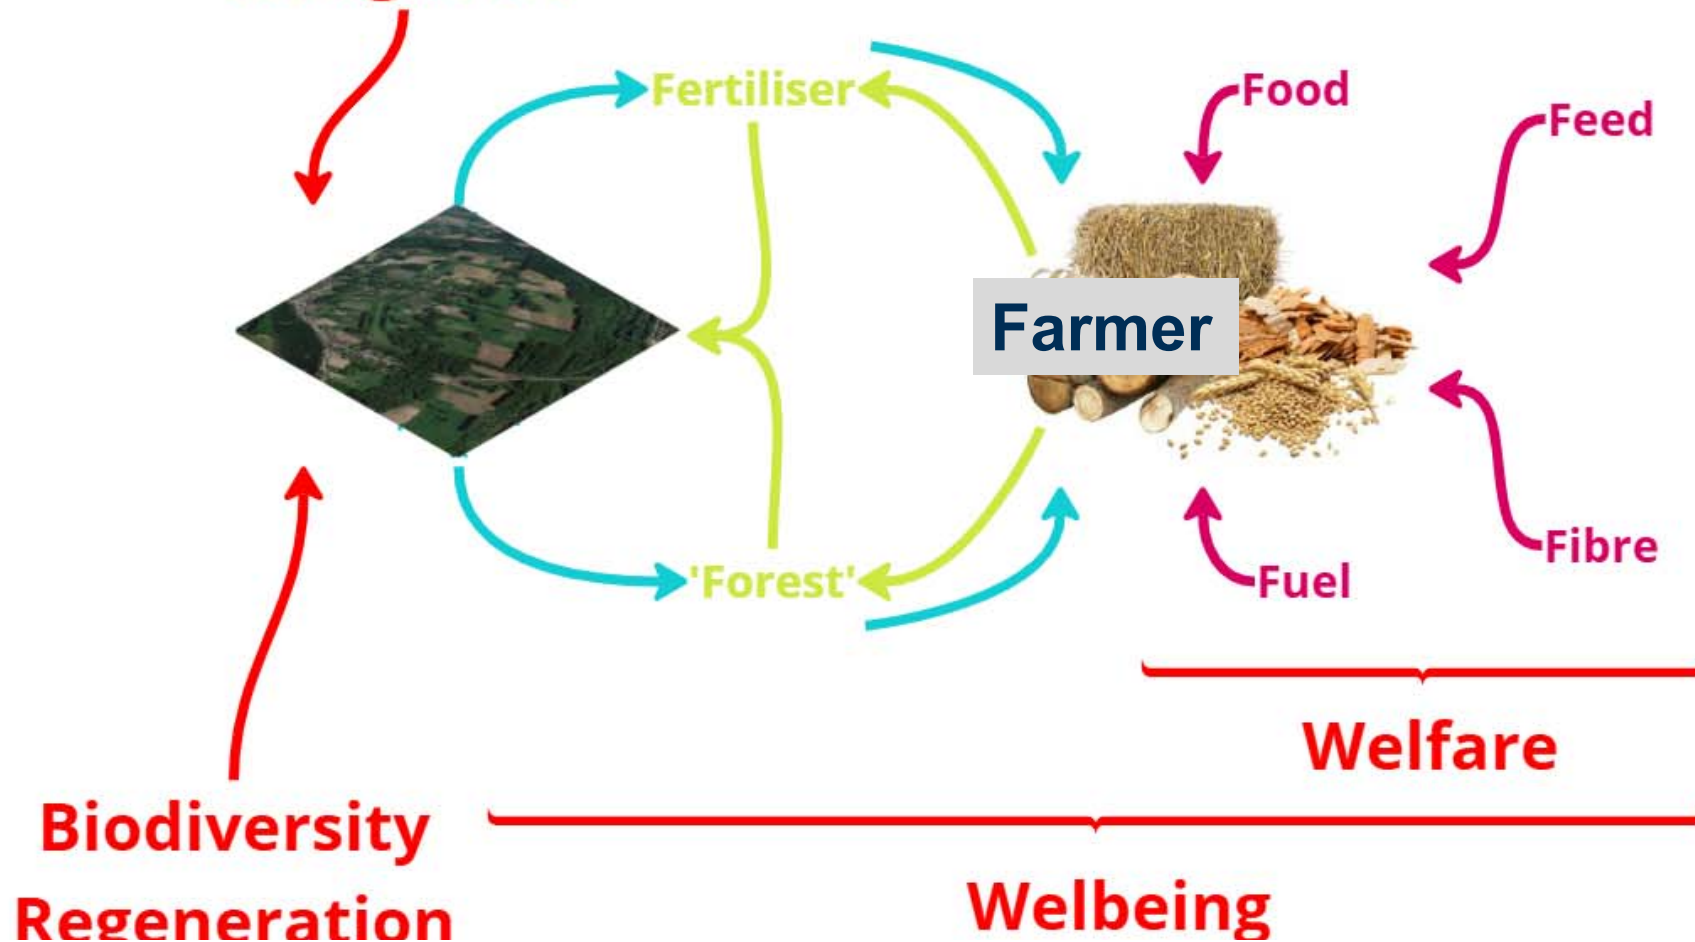 Fertiliser
Food
Feed
Farmer
Fibre
'Forest'
Fuel
Welfare
Biodiversity
Regeneration
Welbeing